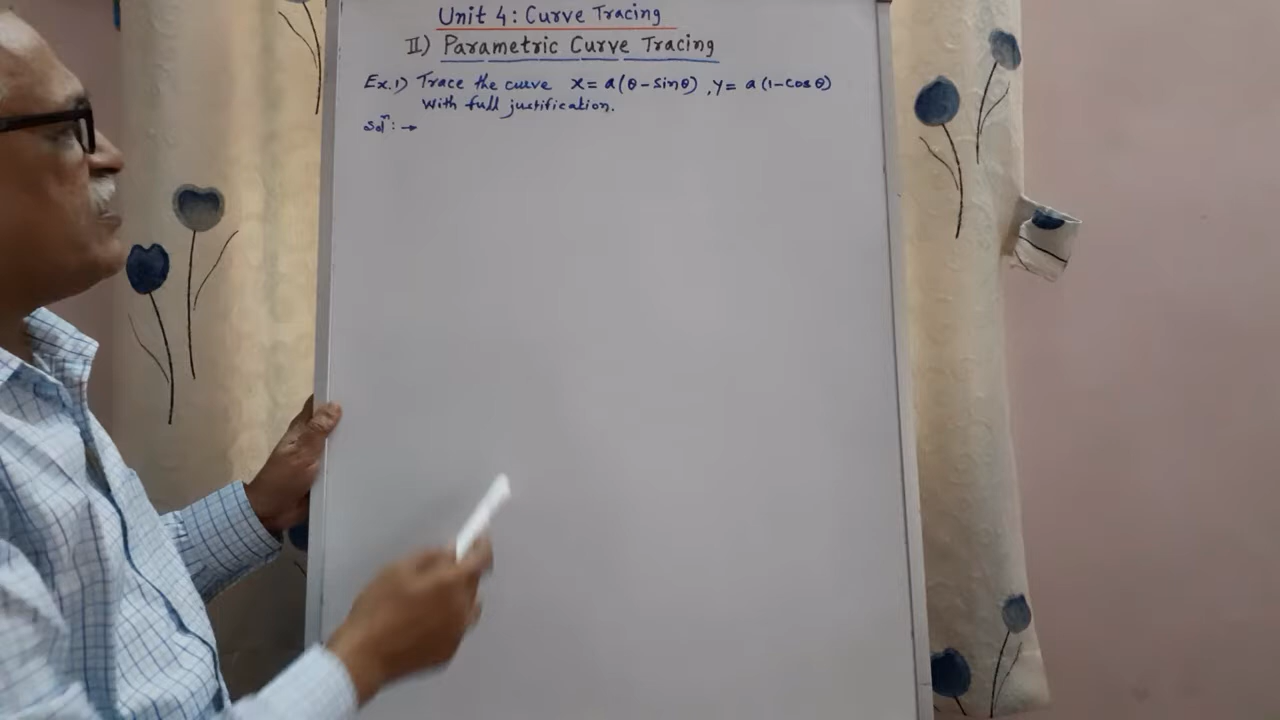 Unit 4: Curve Tracing
II) Parametric Curve Tracing
Ex.1) Trace the curve x = a(θ-sinθ), y = a(1-cosθ)
with full justification.
Solⁿ: →